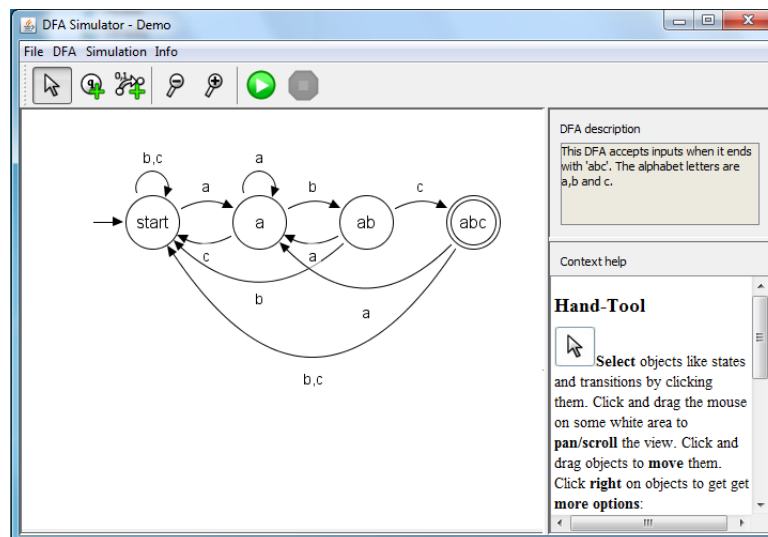 DFA Simulator - Demo
File DFA Simulation Info
q
0,1
DFA description
This DFA accepts inputs when it ends
with 'abc'. The alphabet letters are
a,b and c.
b,c
a
a
b
c
start
a
ab
abc
c
a
b
a
b,c
Context help
Hand-Tool
Select objects like states
and transitions by clicking
them. Click and drag the mouse
on some white area to
pan/scroll the view. Click and
drag objects to move them.
Click right on objects to get get
more options: